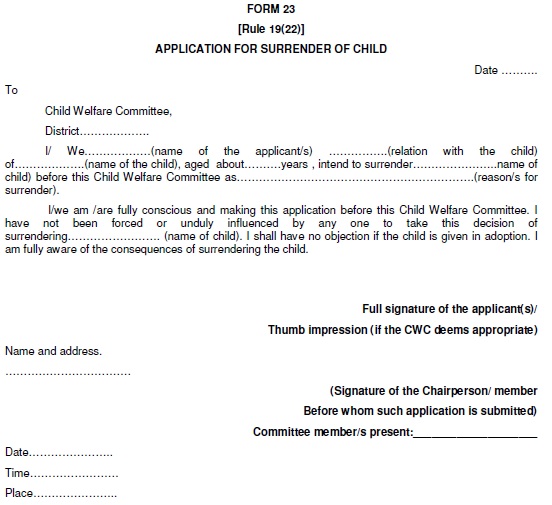 FORM 23
[Rule 19(22)]
APPLICATION FOR SURRENDER OF CHILD
Date ……….
To
Child Welfare Committee,
District………………….
I/ We………………..(name of the applicant/s) ……………..(relation with the child)
of…………………(name of the child), aged about……….years , intend to surrender……………………..name of
child) before this Child Welfare Committee as…………………………………………………………………(reason/s for
surrender).
I/we am /are fully conscious and making this application before this Child Welfare Committee. I
have not been forced or unduly influenced by any one to take this decision of
surrendering…………………….. (name of child). I shall have no objection if the child is given in adoption. I
am fully aware of the consequences of surrendering the child.
Full signature of the applicant(s)/
Thumb impression (if the CWC deems appropriate)
Name and address.
…………………………………
(Signature of the Chairperson/ member
Before whom such application is submitted)
Committee member/s present:____________________
Date……………………..
Time……………………..
Place……………………..